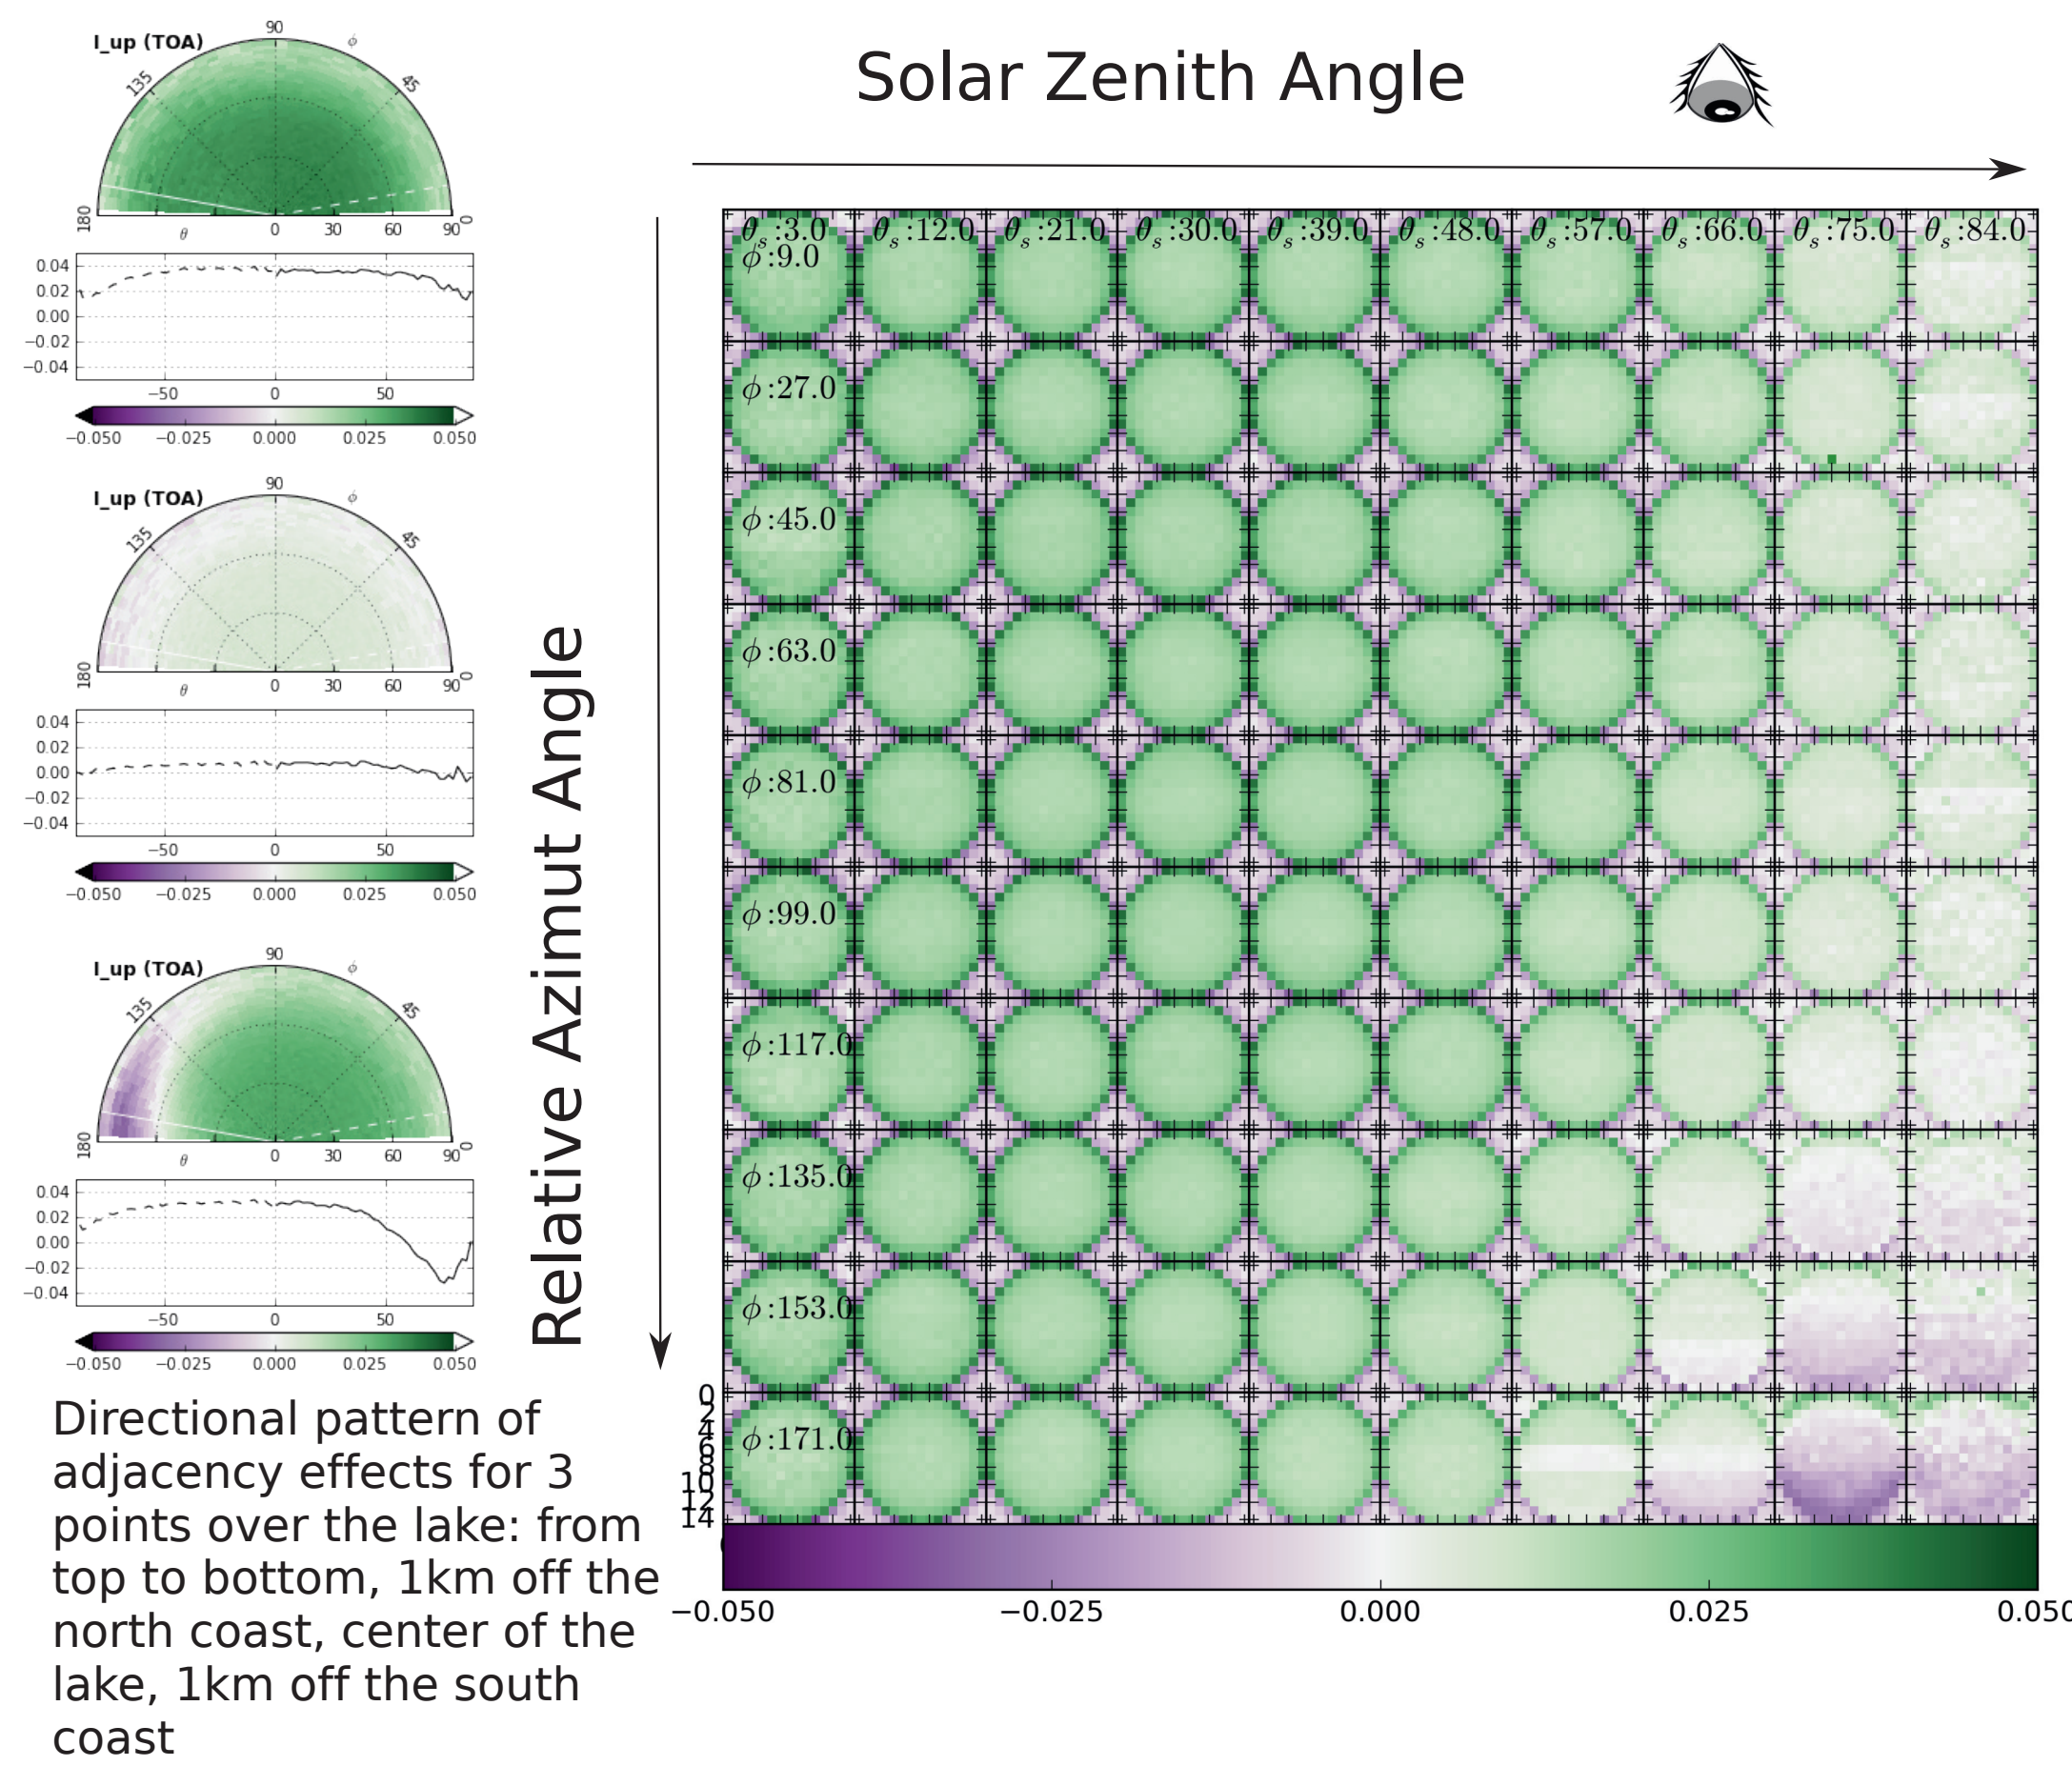 Solar Zenith Angle
I_up (TOA)
90
ϕ
135
45
180
θ
0 30 60 90
0
0.04
0.02
0.00
−0.02
−0.04
−50 0 50
−0.050 −0.025 0.000 0.025 0.050
I_up (TOA)
90
ϕ
135
45
180
θ
0 30 60 90
0
0.04
0.02
0.00
−0.02
−0.04
−50 0 50
−0.050 −0.025 0.000 0.025 0.050
I_up (TOA)
90
ϕ
135
45
180
θ
0 30 60 90
0
0.04
0.02
0.00
−0.02
−0.04
−50 0 50
−0.050 −0.025 0.000 0.025 0.050
Directional pattern of
adjacency effects for 3
points over the lake: from
top to bottom, 1km off the
north coast, center of the
lake, 1km off the south
coast
Relative Azimut Angle
θs:3.0 θs:12.0 θs:21.0 θs:30.0 θs:39.0 θs:48.0 θs:57.0 θs:66.0 θs:75.0 θs:84.0
ϕ:9.0
ϕ:27.0
ϕ:45.0
ϕ:63.0
ϕ:81.0
ϕ:99.0
ϕ:117.0
ϕ:135.0
ϕ:153.0
ϕ:171.0
0
2
4
6
8
10
12
14
−0.050 −0.025 0.000 0.025 0.050